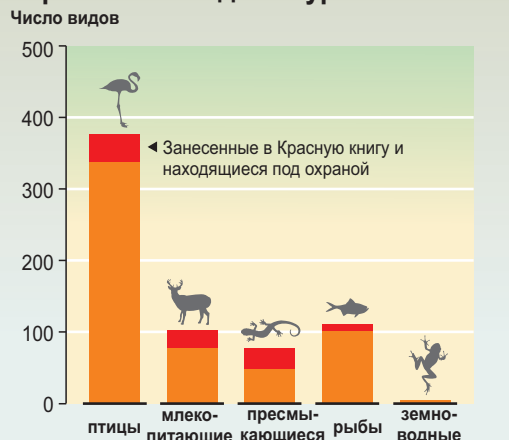 Число видов
500
400
Занесенные в Красную книгу и
находящиеся под охраной
300
200
100
0
птицы
млеко-
питающие
пресмы-
кающиеся
рыбы
земно-
водные